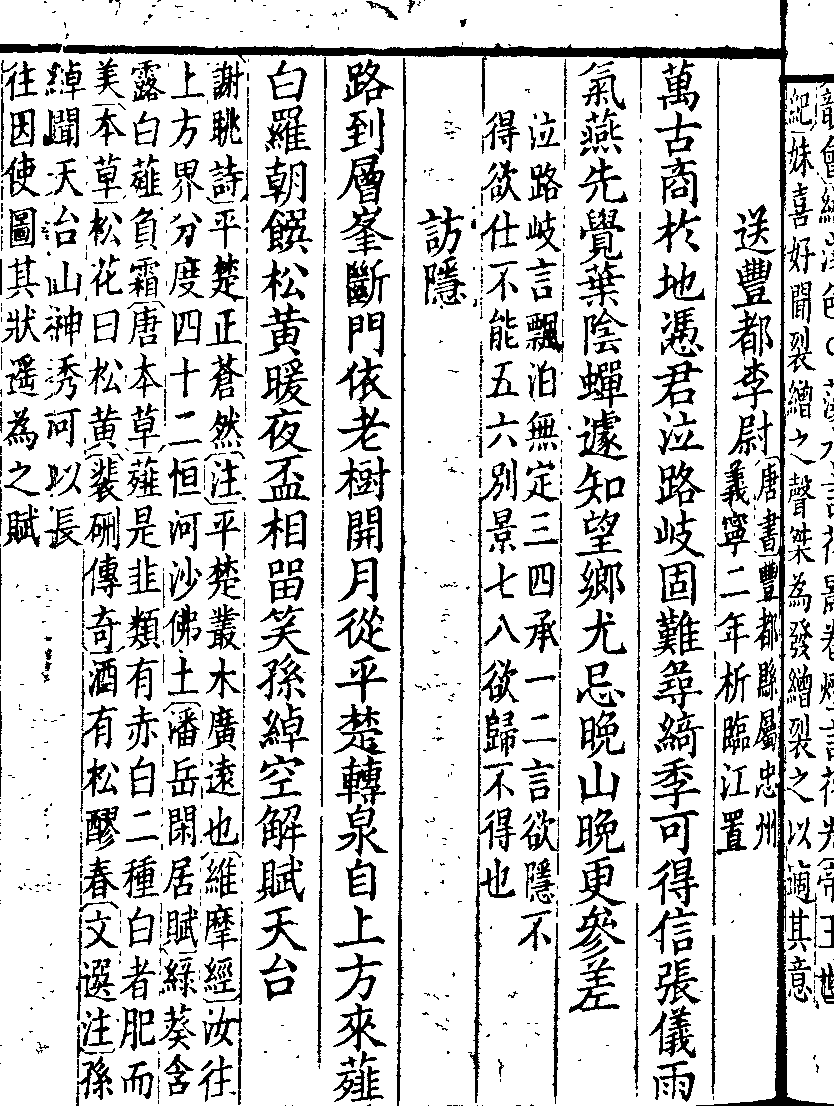 紀妹喜好聞裂繒之聲桀為發繒裂之以適其意
送豐都李尉
唐書豐都縣屬忠州
義寧二年析臨江置
萬古商於地憑君泣路岐固難尋綺季可得信張儀雨
氣燕先覺葉陰蟬遽知望鄉尤忌晚山晚更參差
泣路岐言飄泊無定三四承一二言欲隱不
得欲仕不能五六別景七八欲歸不得也
訪隱
路到層峯斷門依老樹開月從平楚轉泉自上方來薤
白羅朝饌松黄暖夜盃相畱笑孫綽空解賦天台
謝眺詩平楚正蒼然注平楚叢木廣遠也維摩經汝往
上方界分度四十二恒河沙佛土潘岳閑居賦綠葵含
露白薤負霜唐本草薤是韭類有赤白二種白者肥而
美本草松花曰松黄裴硎傳奇酒有松醪春文選注孫
綽聞天台山神秀可以長
往因使圖其狀遥為之賦